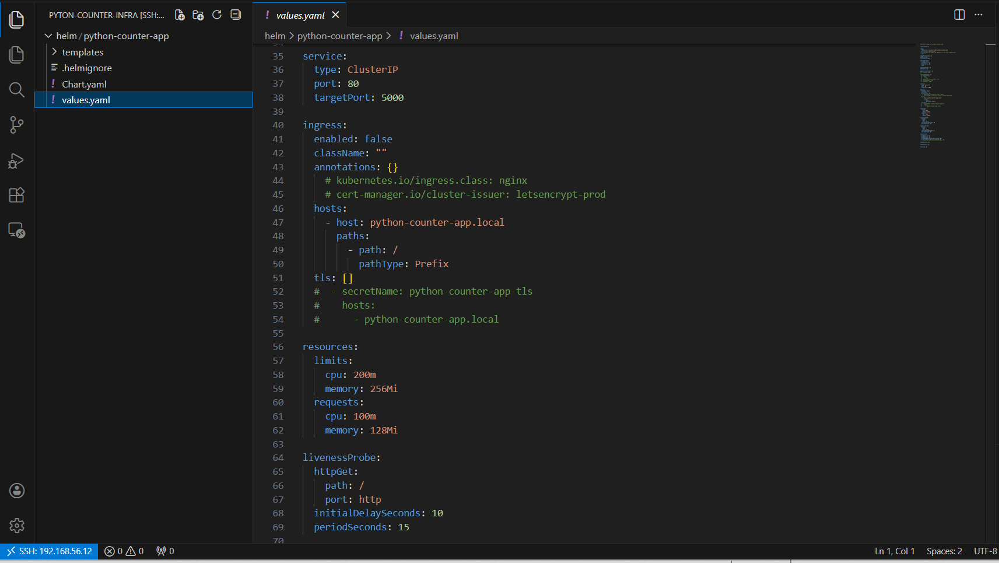 PYTON-COUNTER-INFRA [SSH:...
helm / python-counter-app
templates
.helmignore
! Chart.yaml
! values.yaml
! values.yaml
helm > python-counter-app > ! values.yaml
35 service:
36 type: ClusterIP
37 port: 80
38 targetPort: 5000
39
40 ingress:
41 enabled: false
42 className: ""
43 annotations: {}
44 # kubernetes.io/ingress.class: nginx
45 # cert-manager.io/cluster-issuer: letsencrypt-prod
46 hosts:
47 - host: python-counter-app.local
48 paths:
49 - path: /
50 pathType: Prefix
51 tls: []
52 # - secretName: python-counter-app-tls
53 # hosts:
54 # - python-counter-app.local
55
56 resources:
57 limits:
58 cpu: 200m
59 memory: 256Mi
60 requests:
61 cpu: 100m
62 memory: 128Mi
63
64 livenessProbe:
65 httpGet:
66 path: /
67 port: http
68 initialDelaySeconds: 10
69 periodSeconds: 15
70
SSH: 192.168.56.12 0 0 0 Ln 1, Col 1 Spaces: 2 UTF-8